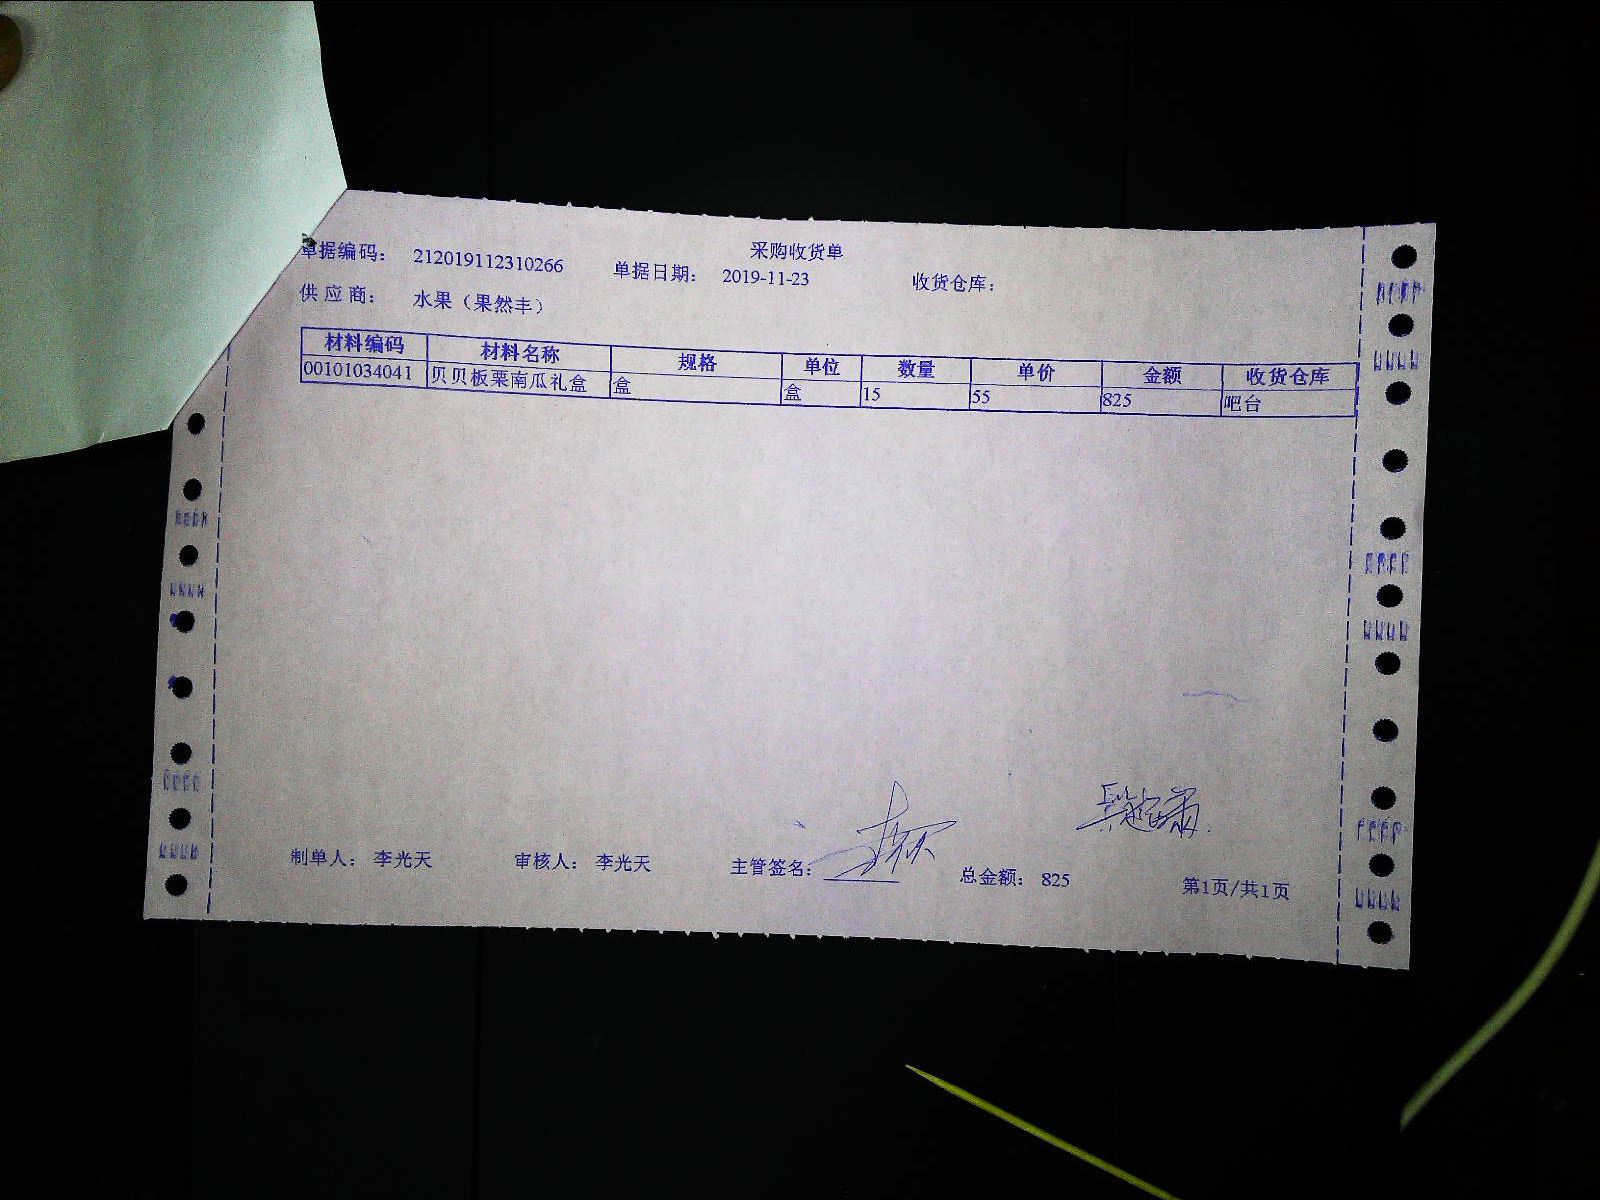 采购收货单
单据编码： 212019112310266 单据日期： 2019-11-23 收货仓库：
供应商： 水果（果然丰）
材料编码 材料名称 规格 单位 数量 单价 金额 收货仓库
00101034041 贝贝板栗南瓜礼盒 盒 盒 15 55 825 吧台
制单人： 李光天 审核人： 李光天 主管签名： 总金额： 825 第1页/共1页